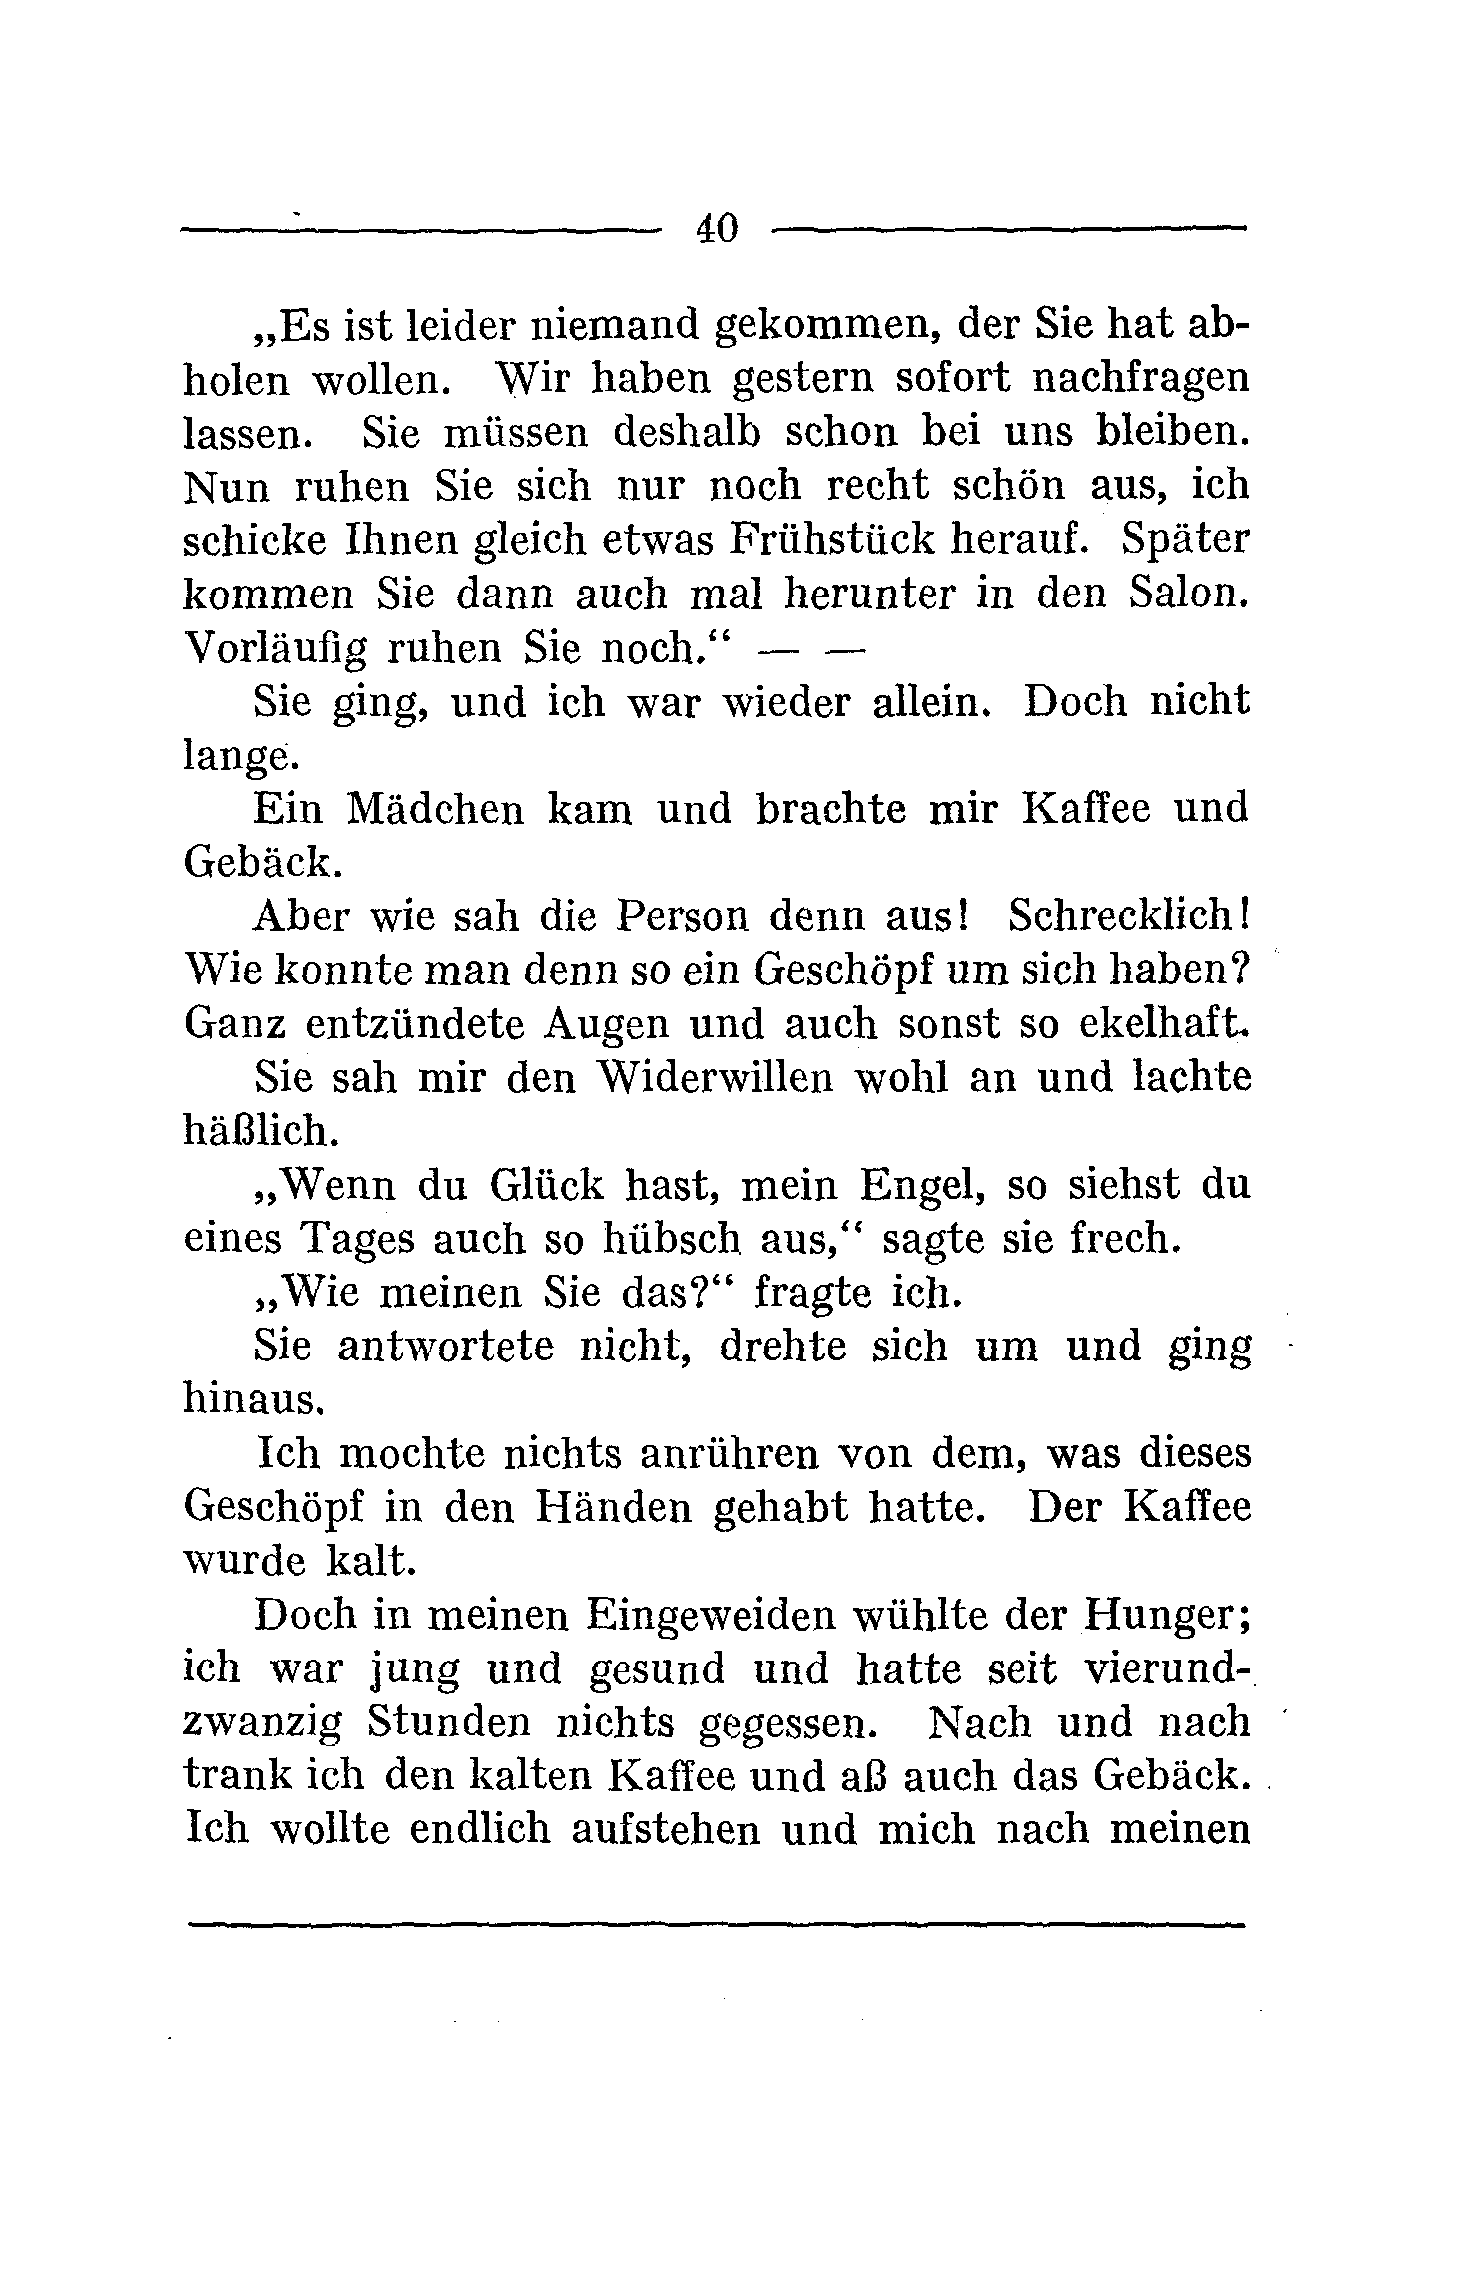 40
„Es ist leider niemand gekommen, der Sie hat ab-
holen wollen. Wir haben gestern sofort nachfragen
lassen. Sie müssen deshalb schon bei uns bleiben.
Nun ruhen Sie sich nur noch recht schön aus, ich
schicke Ihnen gleich etwas Frühstück herauf. Später
kommen Sie dann auch mal herunter in den Salon.
Vorläufig ruhen Sie noch.“ — —
Sie ging, und ich war wieder allein. Doch nicht
lange.
Ein Mädchen kam und brachte mir Kaffee und
Gebäck.
Aber wie sah die Person denn aus! Schrecklich!
Wie konnte man denn so ein Geschöpf um sich haben?
Ganz entzündete Augen und auch sonst so ekelhaft.
Sie sah mir den Widerwillen wohl an und lachte
häßlich.
„Wenn du Glück hast, mein Engel, so siehst du
eines Tages auch so hübsch aus,“ sagte sie frech.
„Wie meinen Sie das?“ fragte ich.
Sie antwortete nicht, drehte sich um und ging
hinaus.
Ich mochte nichts anrühren von dem, was dieses
Geschöpf in den Händen gehabt hatte. Der Kaffee
wurde kalt.
Doch in meinen Eingeweiden wühlte der Hunger;
ich war jung und gesund und hatte seit vierund-
zwanzig Stunden nichts gegessen. Nach und nach
trank ich den kalten Kaffee und aß auch das Gebäck.
Ich wollte endlich aufstehen und mich nach meinen